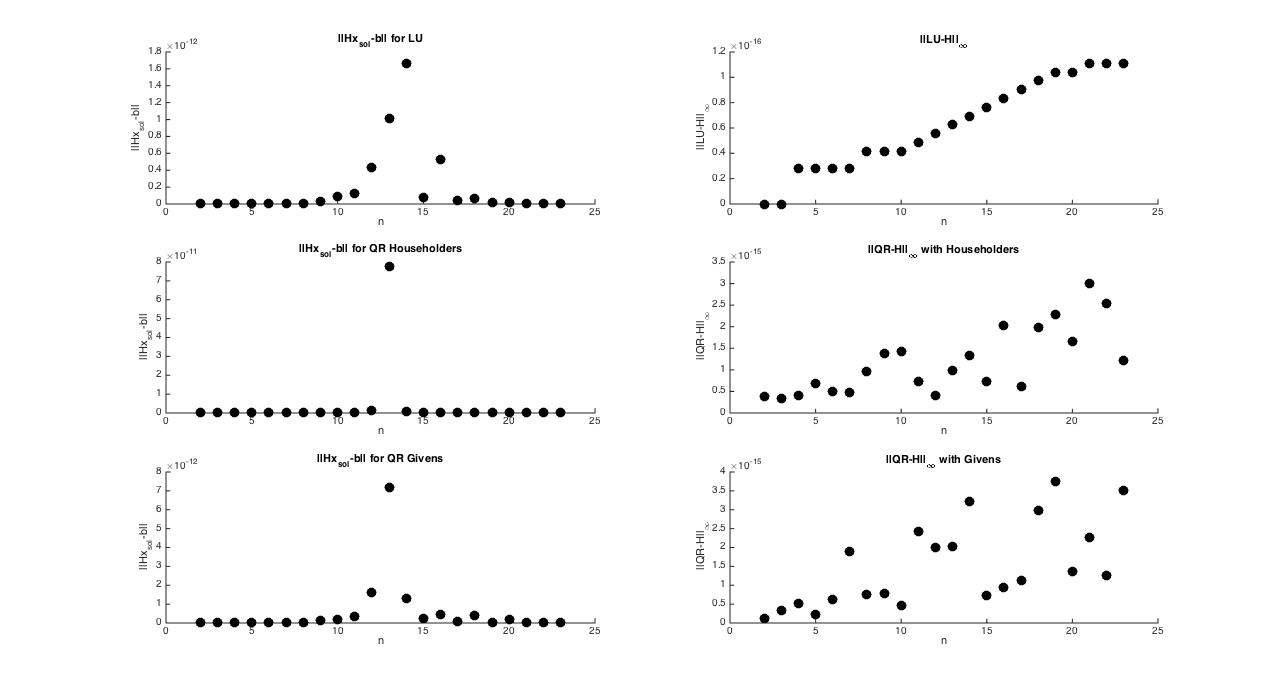 ||Hx_sol-b|| for LU
×10^-12
||Hx_sol-b||
1.8
1.6
1.4
1.2
1
0.8
0.6
0.4
0.2
0
0 5 10 15 20 25
n
||LU-H||_∞
×10^-16
||LU-H||_∞
1.2
1
0.8
0.6
0.4
0.2
0
0 5 10 15 20 25
n
||Hx_sol-b|| for QR Householders
×10^-11
||Hx_sol-b||
8
7
6
5
4
3
2
1
0
0 5 10 15 20 25
n
||QR-H||_∞ with Householders
×10^-15
||QR-H||_∞
3.5
3
2.5
2
1.5
1
0.5
0
0 5 10 15 20 25
n
||Hx_sol-b|| for QR Givens
×10^-12
||Hx_sol-b||
8
7
6
5
4
3
2
1
0
0 5 10 15 20 25
n
||QR-H||_∞ with Givens
×10^-15
||QR-H||_∞
4
3.5
3
2.5
2
1.5
1
0.5
0
0 5 10 15 20 25
n